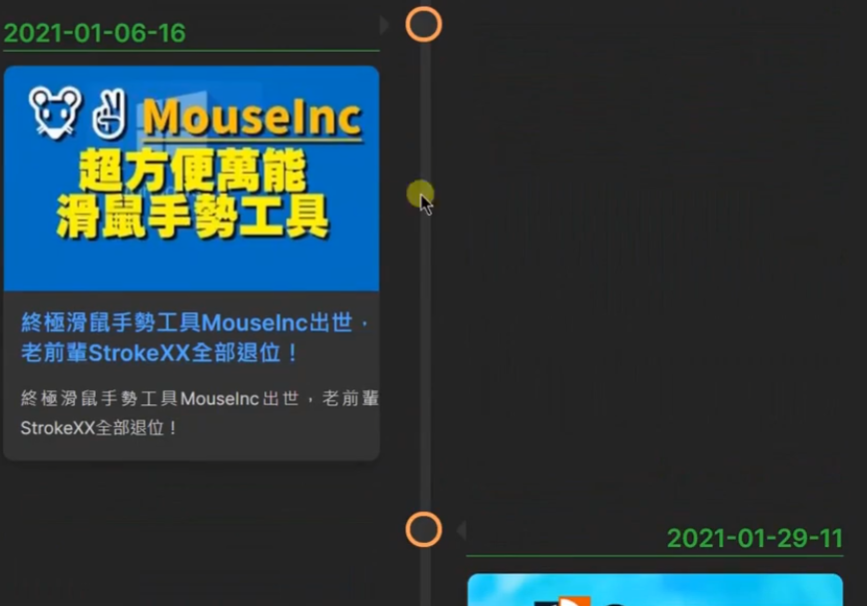 2021-01-06-16
MouseInc
超方便萬能
滑鼠手勢工具
終極滑鼠手勢工具MouseInc出世，
老前輩StrokeXX全部退位！
終極滑鼠手勢工具MouseInc出世，老前輩
StrokeXX全部退位！
2021-01-29-11